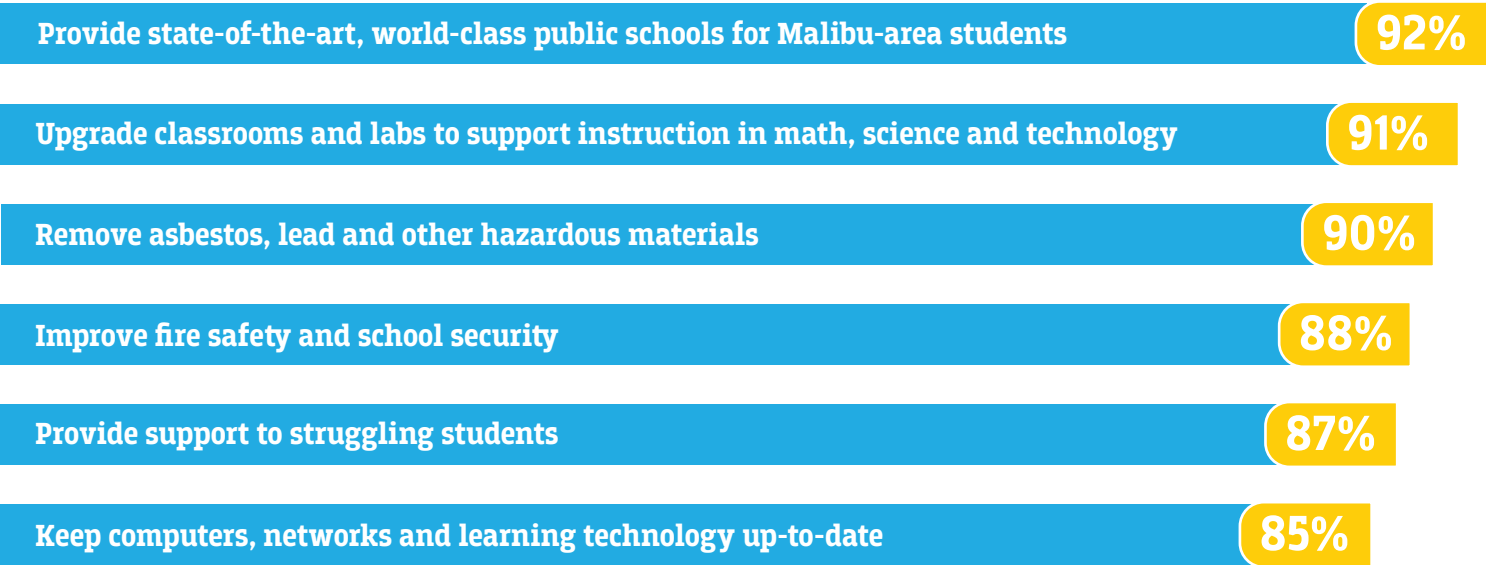 Provide state-of-the-art, world-class public schools for Malibu-area students 92%
Upgrade classrooms and labs to support instruction in math, science and technology 91%
Remove asbestos, lead and other hazardous materials 90%
Improve fire safety and school security 88%
Provide support to struggling students 87%
Keep computers, networks and learning technology up-to-date 85%